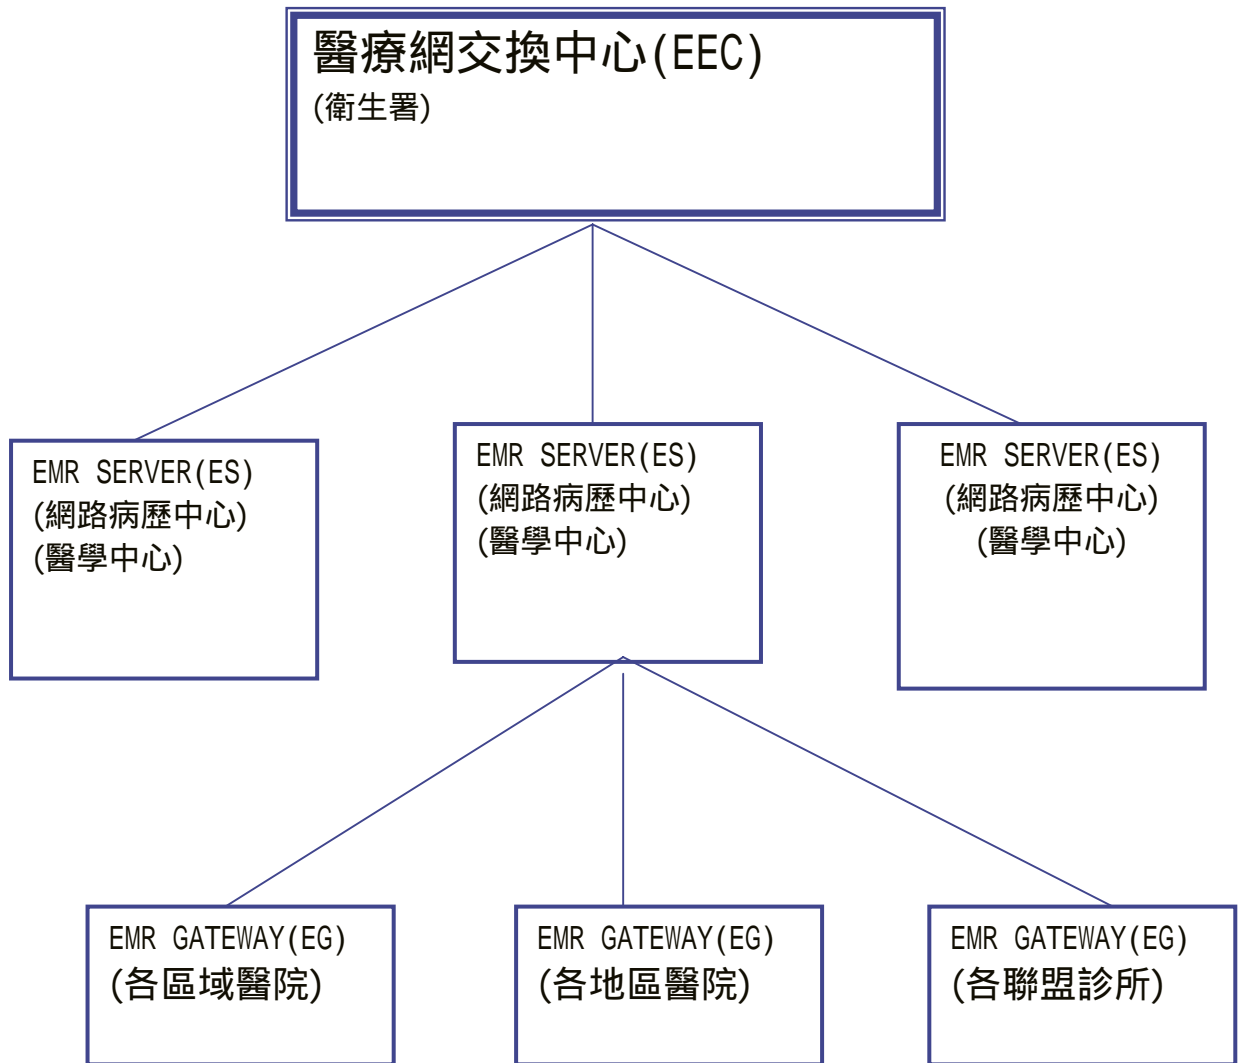 醫療網交換中心(EEC)
(衛生署)
EMR SERVER(ES)
(網路病歷中心)
(醫學中心)
EMR SERVER(ES)
(網路病歷中心)
(醫學中心)
EMR SERVER(ES)
(網路病歷中心)
(醫學中心)
EMR GATEWAY(EG)
(各區域醫院)
EMR GATEWAY(EG)
(各地區醫院)
EMR GATEWAY(EG)
(各聯盟診所)